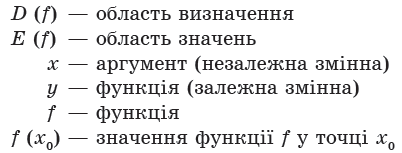 D (f) — область визначення
E (f) — область значень
x — аргумент (незалежна змінна)
y — функція (залежна змінна)
f — функція
f (x₀) — значення функції f у точці x₀